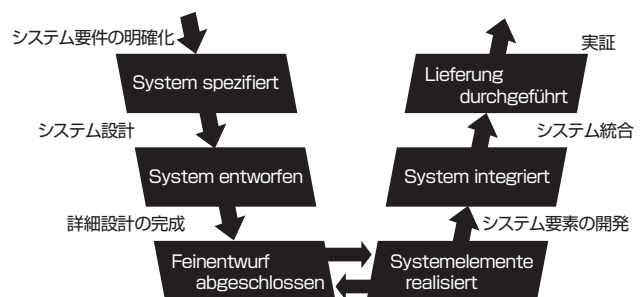 システム要件の明確化
System spezifiert
システム設計
System entworfen
詳細設計の完成
Feinentwurf
abgeschlossen
実証
Lieferung
durchgeführt
システム統合
System integriert
システム要素の開発
Systemelemente
realisiert